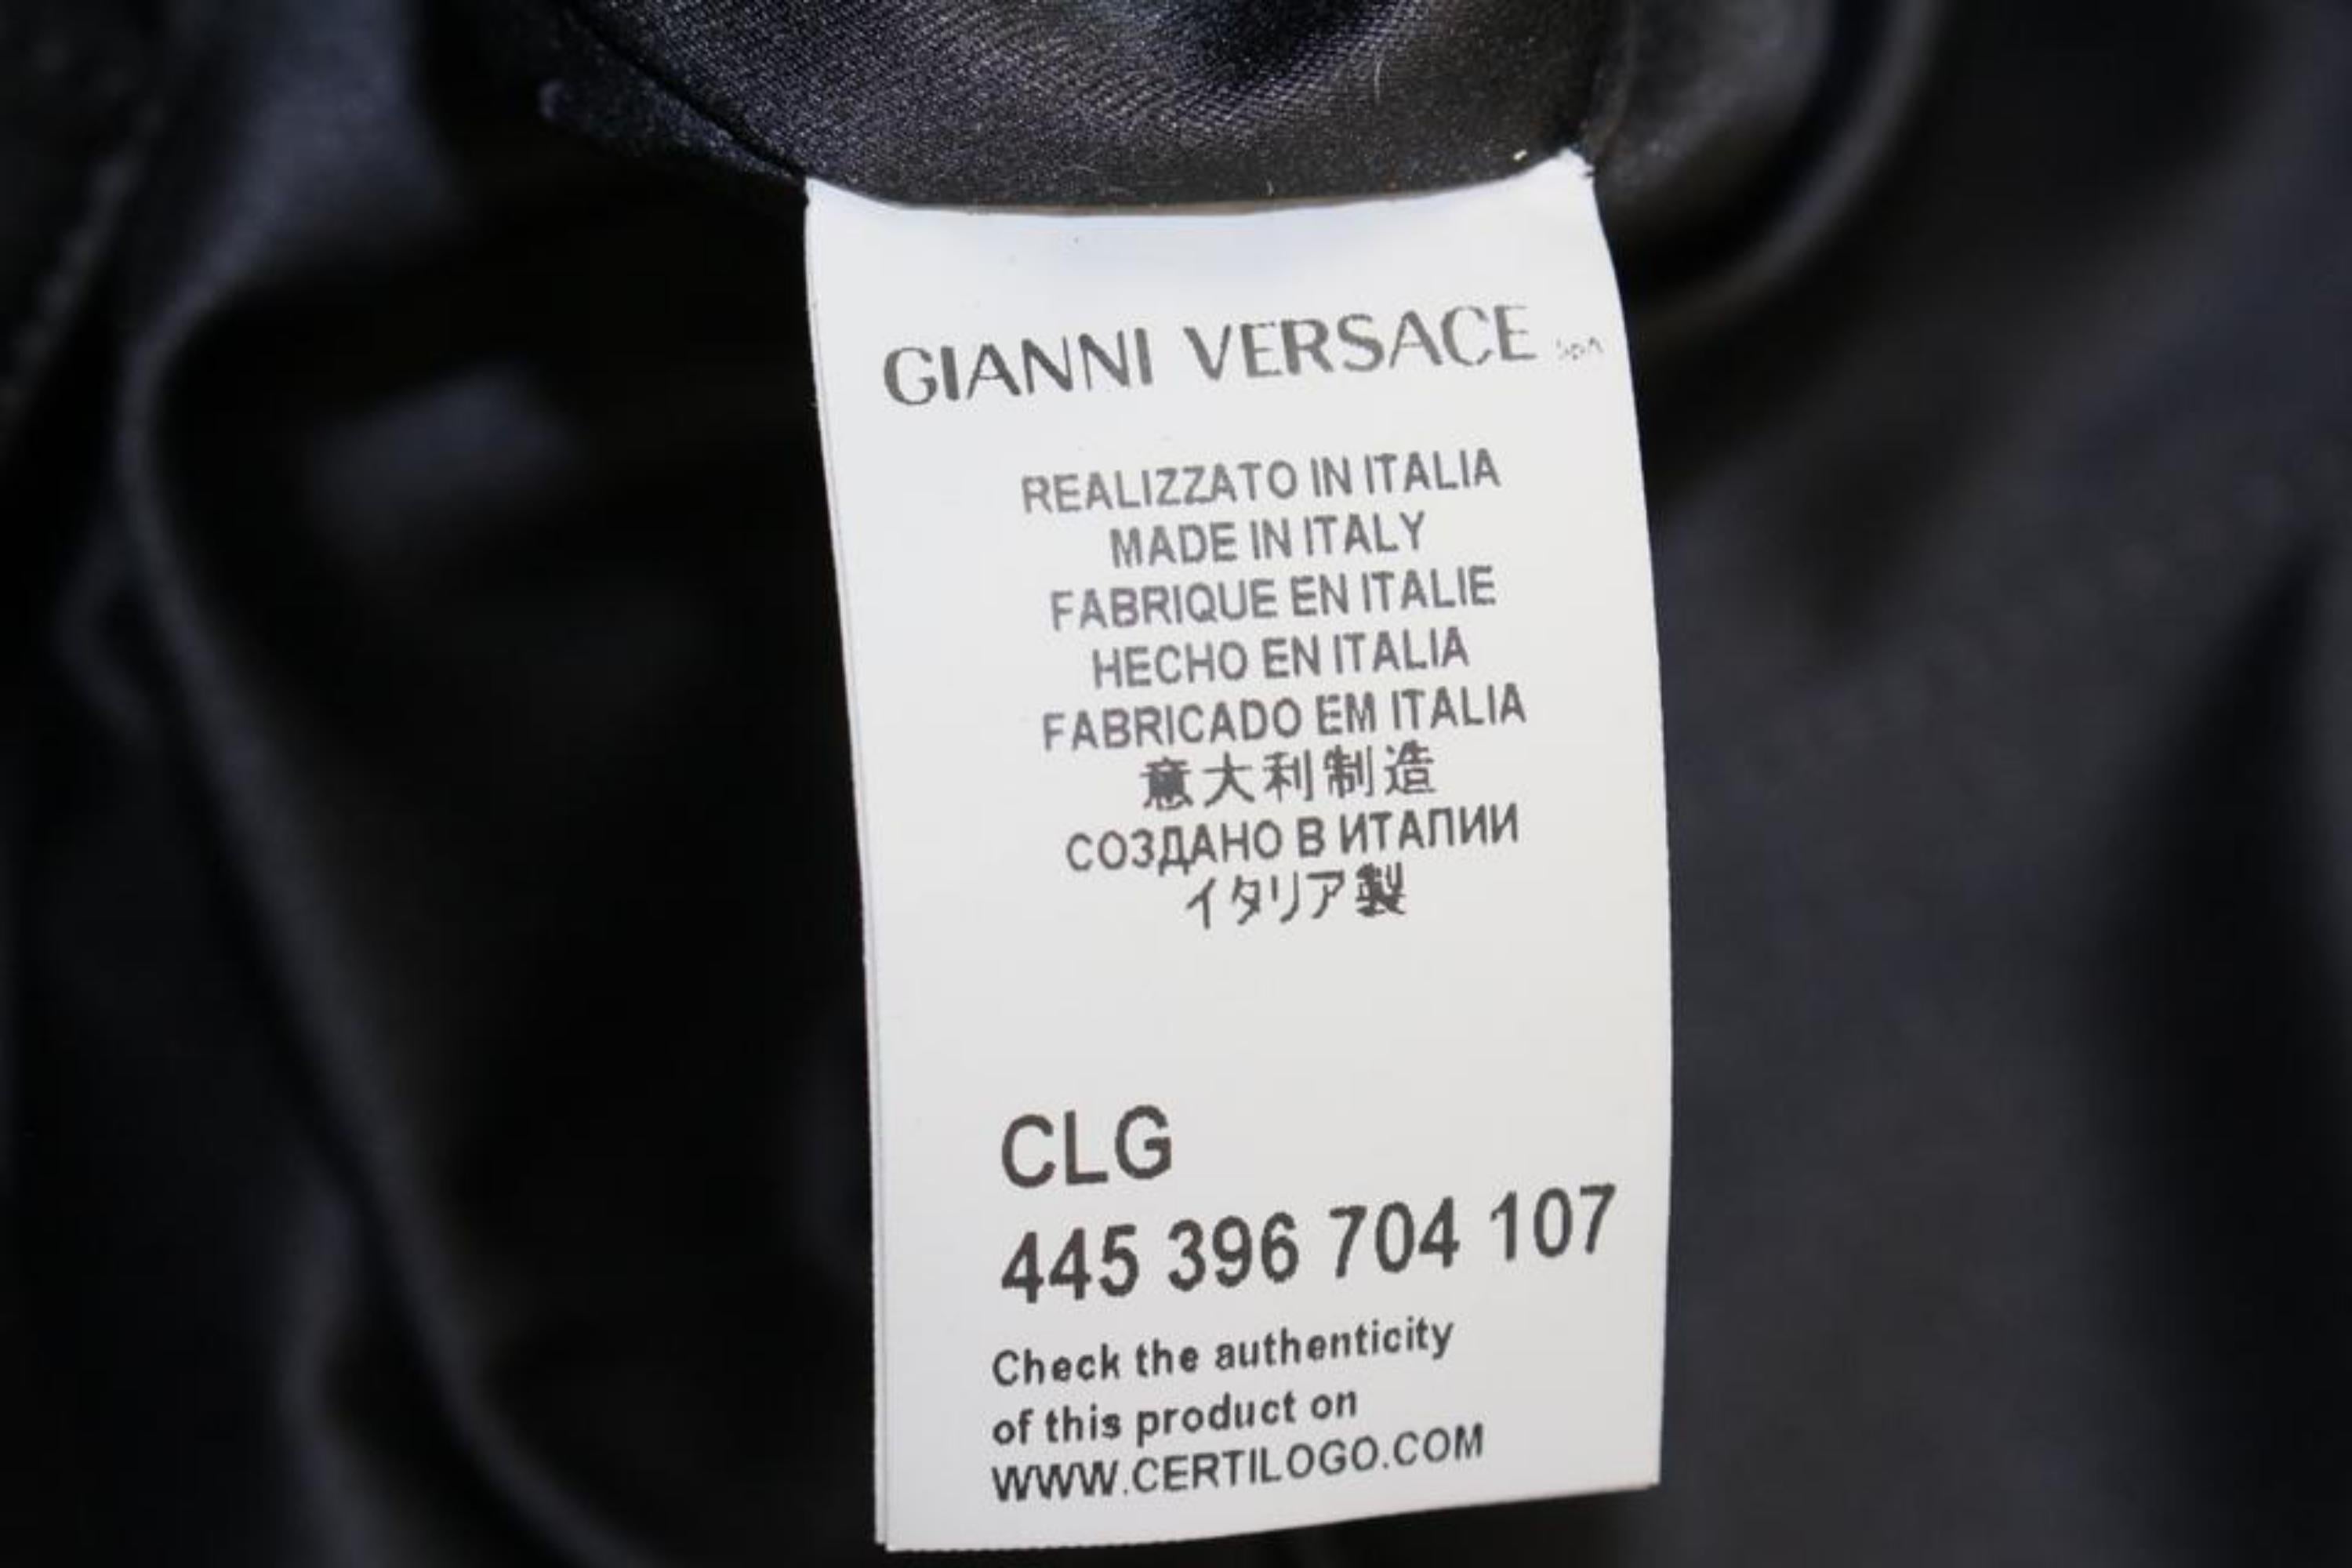 GIANNI VERSACE SpA
REALIZZATO IN ITALIA
MADE IN ITALY
FABRIQUE EN ITALIE
HECHO EN ITALIA
FABRICADO EM ITALIA
意大利制造
СОЗДАНО В ИТАЛИИ
イタリア製
CLG
445 396 704 107
Check the authenticity
of this product on
WWW.CERTILOGO.COM